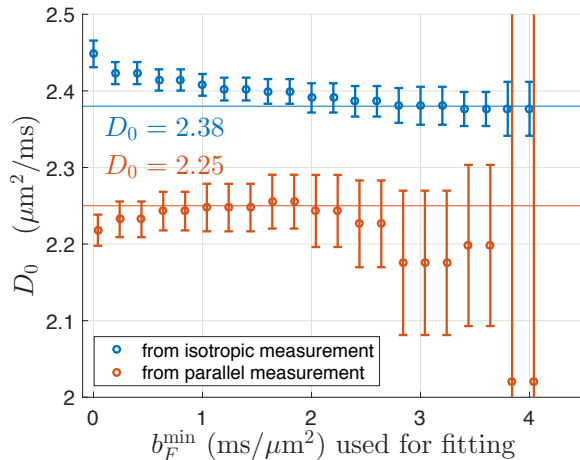 2.5
2.4
2.3
2.2
2.1
2
D₀ (μm²/ms)
D₀ = 2.38
D₀ = 2.25
from isotropic measurement
from parallel measurement
0 1 2 3 4
b_F^min (ms/μm²) used for fitting